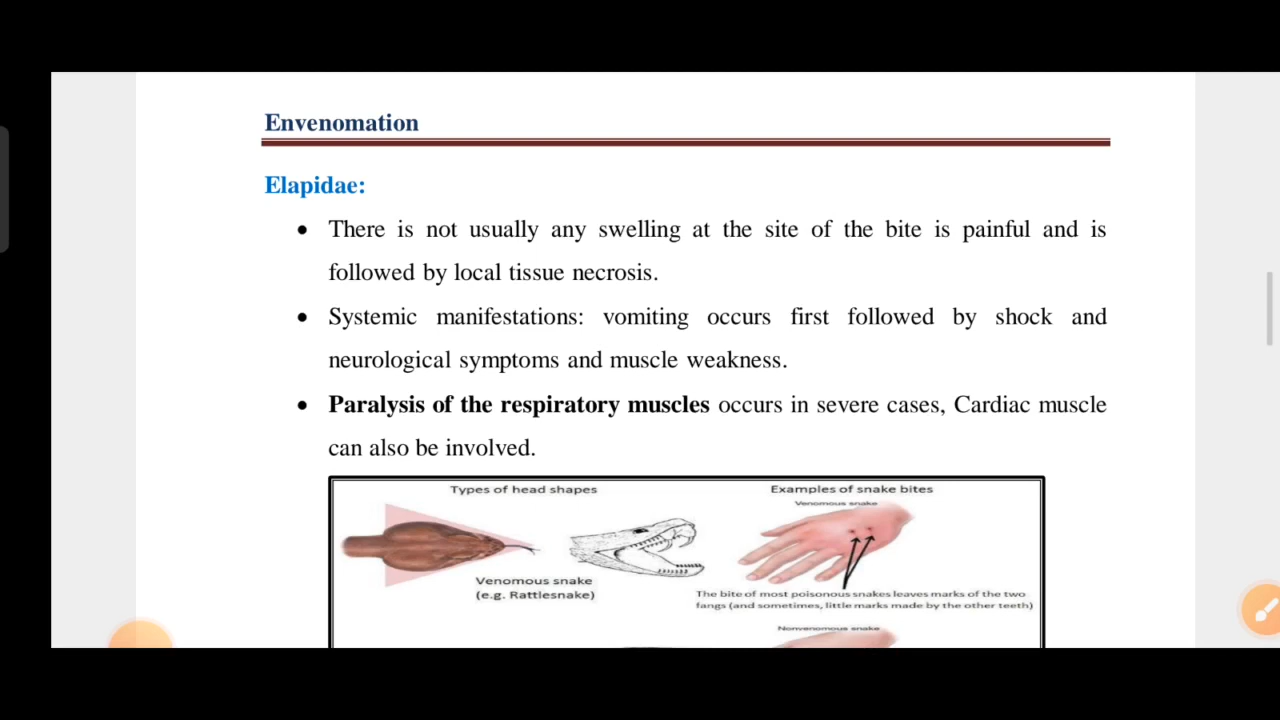 Envenomation
Elapidae:
• There is not usually any swelling at the site of the bite is painful and is
followed by local tissue necrosis.
• Systemic manifestations: vomiting occurs first followed by shock and
neurological symptoms and muscle weakness.
• Paralysis of the respiratory muscles occurs in severe cases, Cardiac muscle
can also be involved.
Types of head shapes
Venomous snake
(e.g. Rattlesnake)
Examples of snake bites
Venomous snake
The bite of most poisonous snakes leaves marks of the two
fangs (and sometimes, little marks made by the other teeth)
Nonvenomous snake